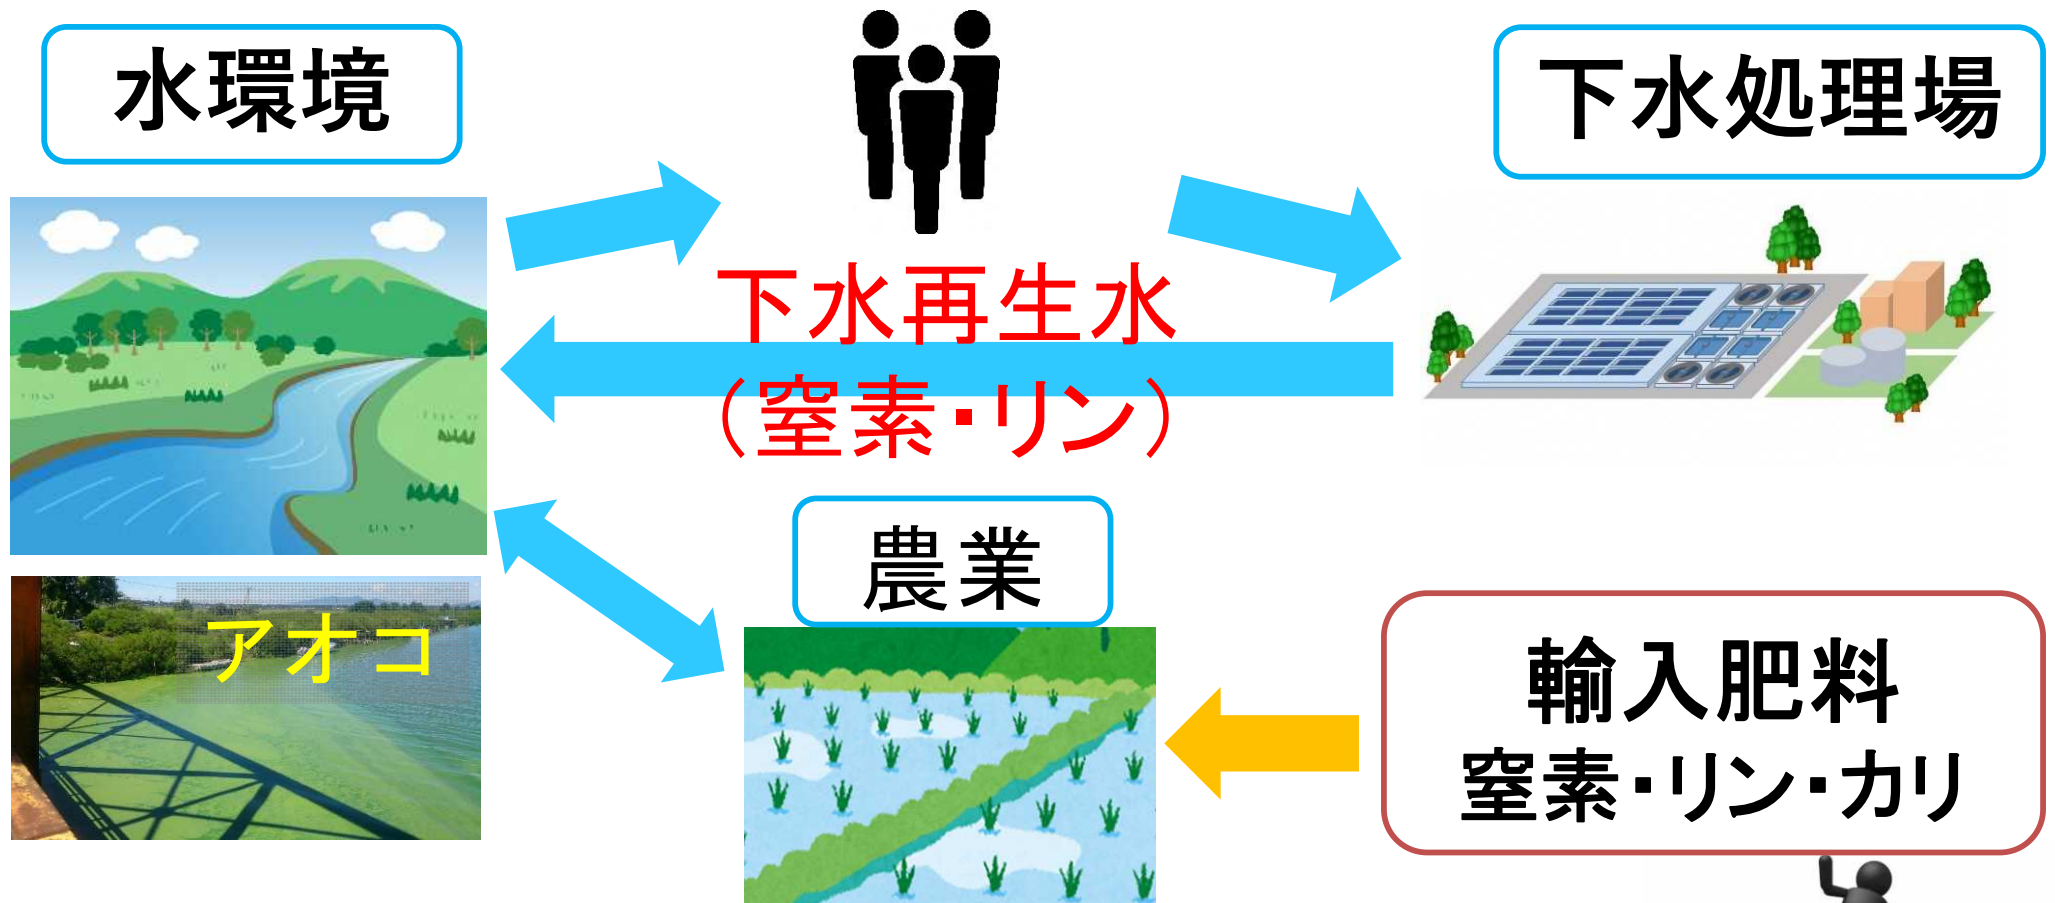 水環境
下水処理場
下水再生水
（窒素・リン）
農業
アオコ
輸入肥料
窒素・リン・カリ